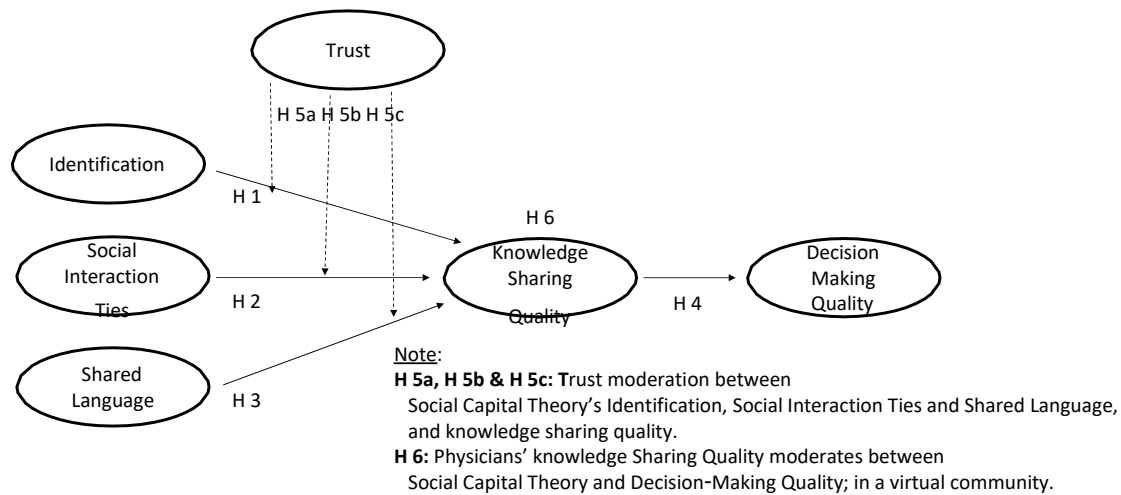 Trust
H 5a H 5b H 5c
Identification
H 1
H 6
Social
Interaction
Ties
H 2
Knowledge
Sharing
Quality
H 4
Decision
Making
Quality
Shared
Language
H 3
Note:
H 5a, H 5b & H 5c: Trust moderation between
Social Capital Theory’s Identification, Social Interaction Ties and Shared Language,
and knowledge sharing quality.
H 6: Physicians’ knowledge Sharing Quality moderates between
Social Capital Theory and Decision-Making Quality; in a virtual community.